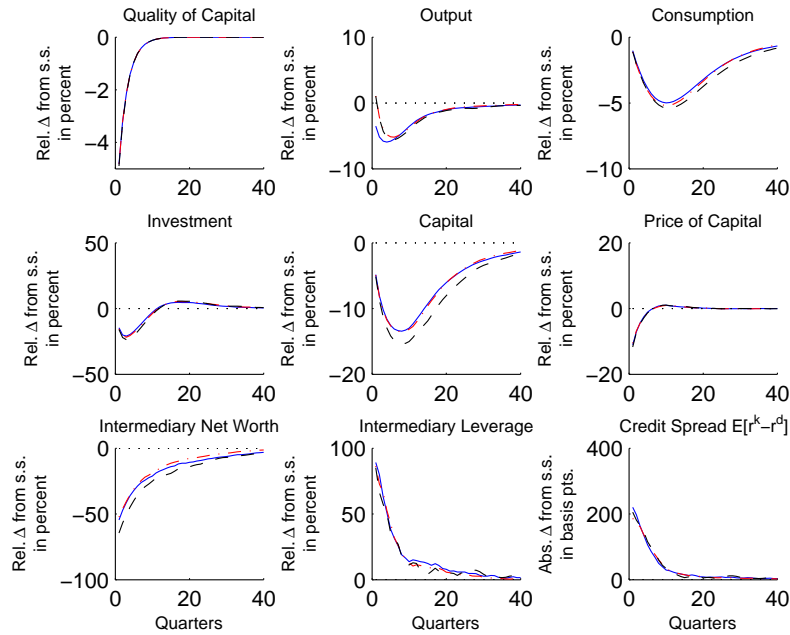 Quality of Capital
Output
Consumption
Rel. Δ from s.s.
in percent
0
−2
−4
0
20
40
Rel. Δ from s.s.
in percent
10
0
−10
0
20
40
Rel. Δ from s.s.
in percent
0
−5
−10
0
20
40
Investment
Capital
Price of Capital
Rel. Δ from s.s.
in percent
50
0
−50
0
20
40
Rel. Δ from s.s.
in percent
0
−10
−20
0
20
40
Rel. Δ from s.s.
in percent
20
0
−20
0
20
40
Intermediary Net Worth
Intermediary Leverage
Credit Spread E[r^k−r^d]
Rel. Δ from s.s.
in percent
0
−50
−100
0
20
40
Quarters
Rel. Δ from s.s.
in percent
100
50
0
0
20
40
Quarters
Abs. Δ from s.s.
in basis pts.
400
200
0
0
20
40
Quarters